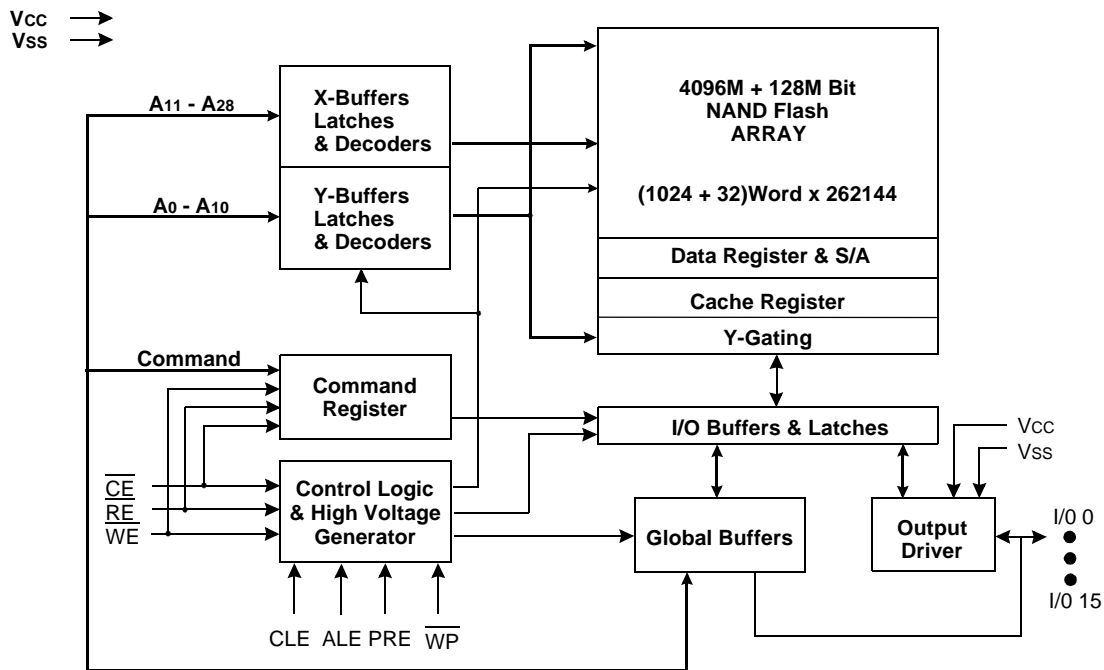 VCC
VSS
A11 - A28
X-Buffers
Latches
& Decoders
A0 - A10
Y-Buffers
Latches
& Decoders
4096M + 128M Bit
NAND Flash
ARRAY
(1024 + 32)Word x 262144
Data Register & S/A
Cache Register
Y-Gating
Command
Command
Register
I/O Buffers & Latches
VCC
VSS
CE
RE
WE
Control Logic
& High Voltage
Generator
Global Buffers
Output
Driver
I/0 0
I/0 15
CLE ALE PRE WP